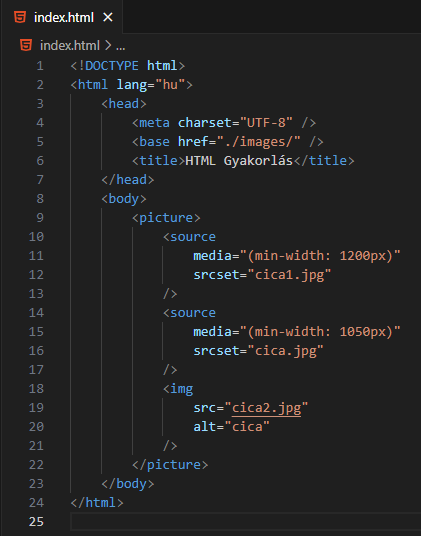 index.html
index.html > ...
1 <!DOCTYPE html>
2 <html lang="hu">
3     <head>
4         <meta charset="UTF-8" />
5         <base href="./images/" />
6         <title>HTML Gyakorlás</title>
7     </head>
8     <body>
9         <picture>
10             <source
11                 media="(min-width: 1200px)"
12                 srcset="cica1.jpg"
13             />
14             <source
15                 media="(min-width: 1050px)"
16                 srcset="cica.jpg"
17             />
18             <img
19                 src="cica2.jpg"
20                 alt="cica"
21             />
22         </picture>
23     </body>
24 </html>
25